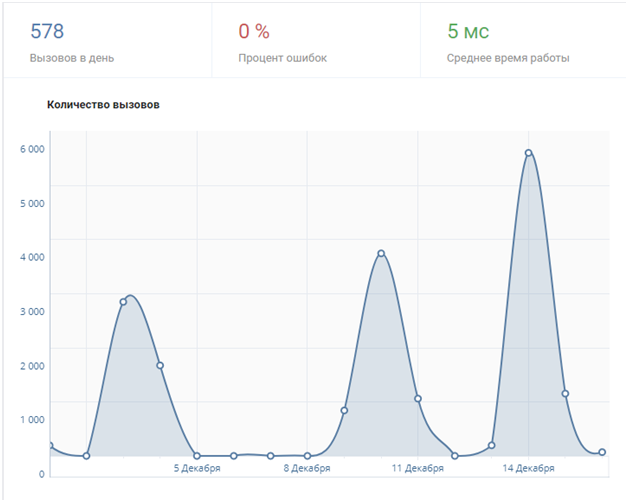 578
Вызовов в день
0 %
Процент ошибок
5 мс
Среднее время работы
Количество вызовов
6 000
5 000
4 000
3 000
2 000
1 000
0
5 Декабря
8 Декабря
11 Декабря
14 Декабря